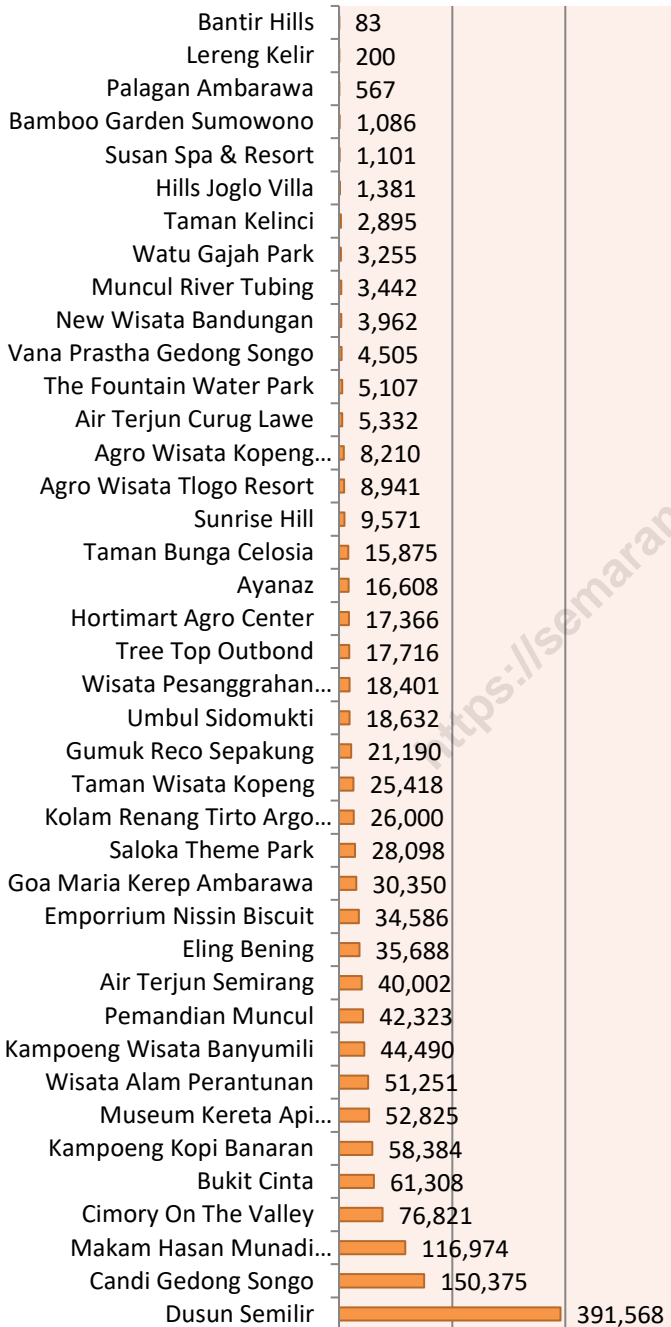 Bantir Hills 83
Lereng Kelir 200
Palagan Ambarawa 567
Bamboo Garden Sumowono 1,086
Susan Spa & Resort 1,101
Hills Joglo Villa 1,381
Taman Kelinci 2,895
Watu Gajah Park 3,255
Muncul River Tubing 3,442
New Wisata Bandungan 3,962
Vana Prastha Gedong Songo 4,505
The Fountain Water Park 5,107
Air Terjun Curug Lawe 5,332
Agro Wisata Kopeng... 8,210
Agro Wisata Tlogo Resort 8,941
Sunrise Hill 9,571
Taman Bunga Celosia 15,875
Ayanaz 16,608
Hortimart Agro Center 17,366
Tree Top Outbond 17,716
Wisata Pesanggrahan... 18,401
Umbul Sidomukti 18,632
Gumuk Reco Sepakung 21,190
Taman Wisata Kopeng 25,418
Kolam Renang Tirto Argo... 26,000
Saloka Theme Park 28,098
Goa Maria Kerep Ambarawa 30,350
Emporrium Nissin Biscuit 34,586
Eling Bening 35,688
Air Terjun Semirang 40,002
Pemandian Muncul 42,323
Kampoeng Wisata Banyumili 44,490
Wisata Alam Perantunan 51,251
Museum Kereta Api... 52,825
Kampoeng Kopi Banaran 58,384
Bukit Cinta 61,308
Cimory On The Valley 76,821
Makam Hasan Munadi... 116,974
Candi Gedong Songo 150,375
Dusun Semilir 391,568
https://semaran